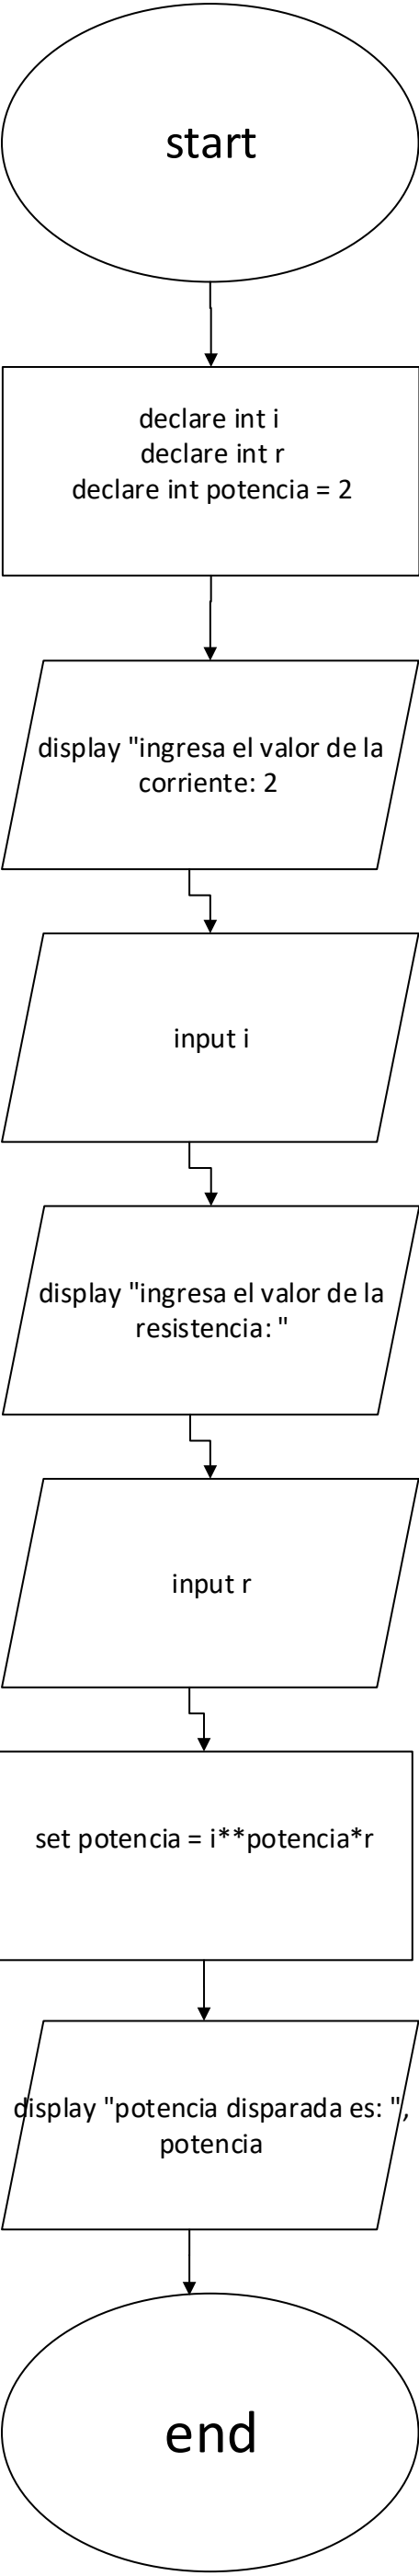 start
declare int i
declare int r
declare int potencia = 2
display "ingresa el valor de la
corriente: 2
input i
display "ingresa el valor de la
resistencia: "
input r
set potencia = i**potencia*r
display "potencia disparada es: ",
potencia
end